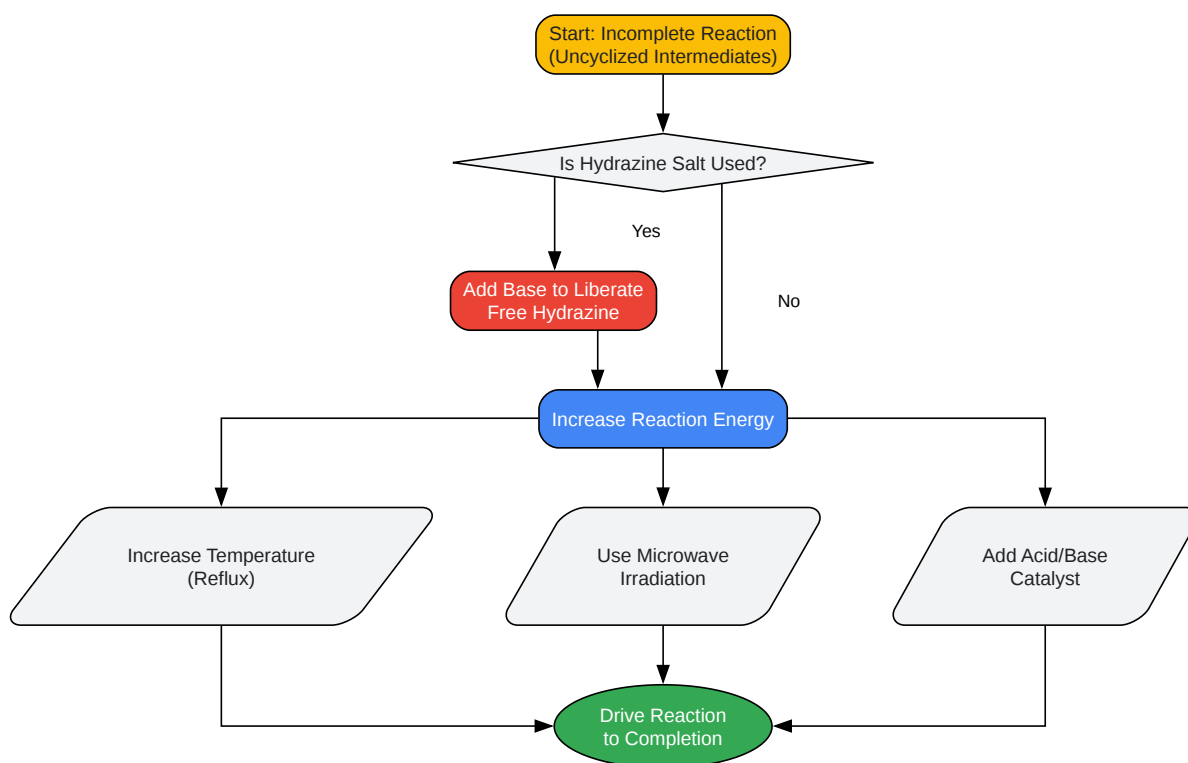 Start: Incomplete Reaction
(Uncyclized Intermediates)
Is Hydrazine Salt Used?
Yes
Add Base to Liberate
Free Hydrazine
No
Increase Reaction Energy
Increase Temperature
(Reflux)
Use Microwave
Irradiation
Add Acid/Base
Catalyst
Drive Reaction
to Completion